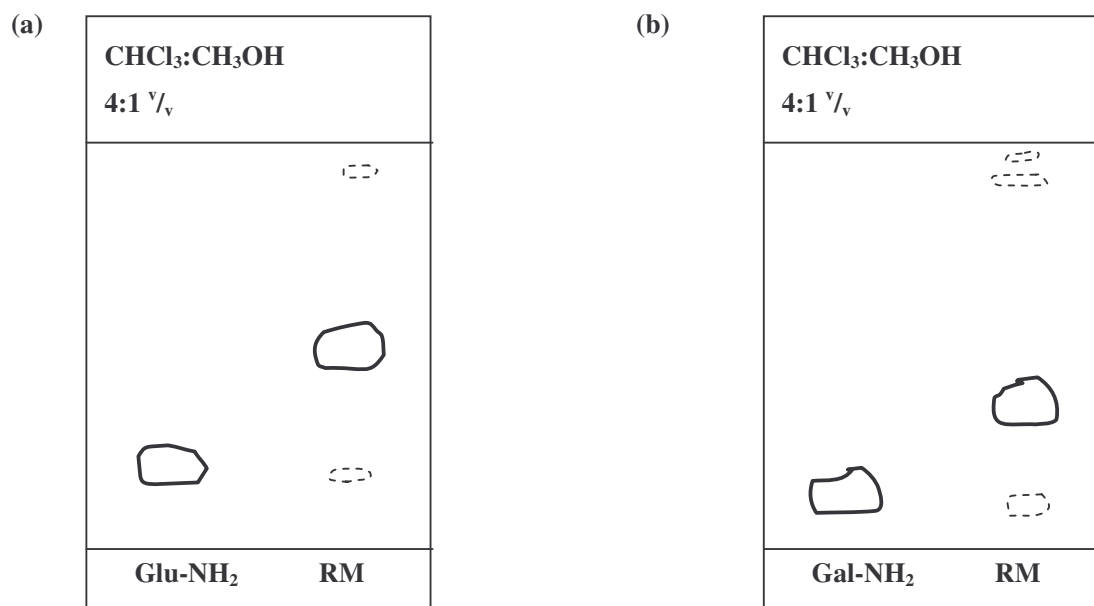 (a)
CHCl₃:CH₃OH
4:1 ᵛ/ᵥ
Glu-NH₂ RM
(b)
CHCl₃:CH₃OH
4:1 ᵛ/ᵥ
Gal-NH₂ RM